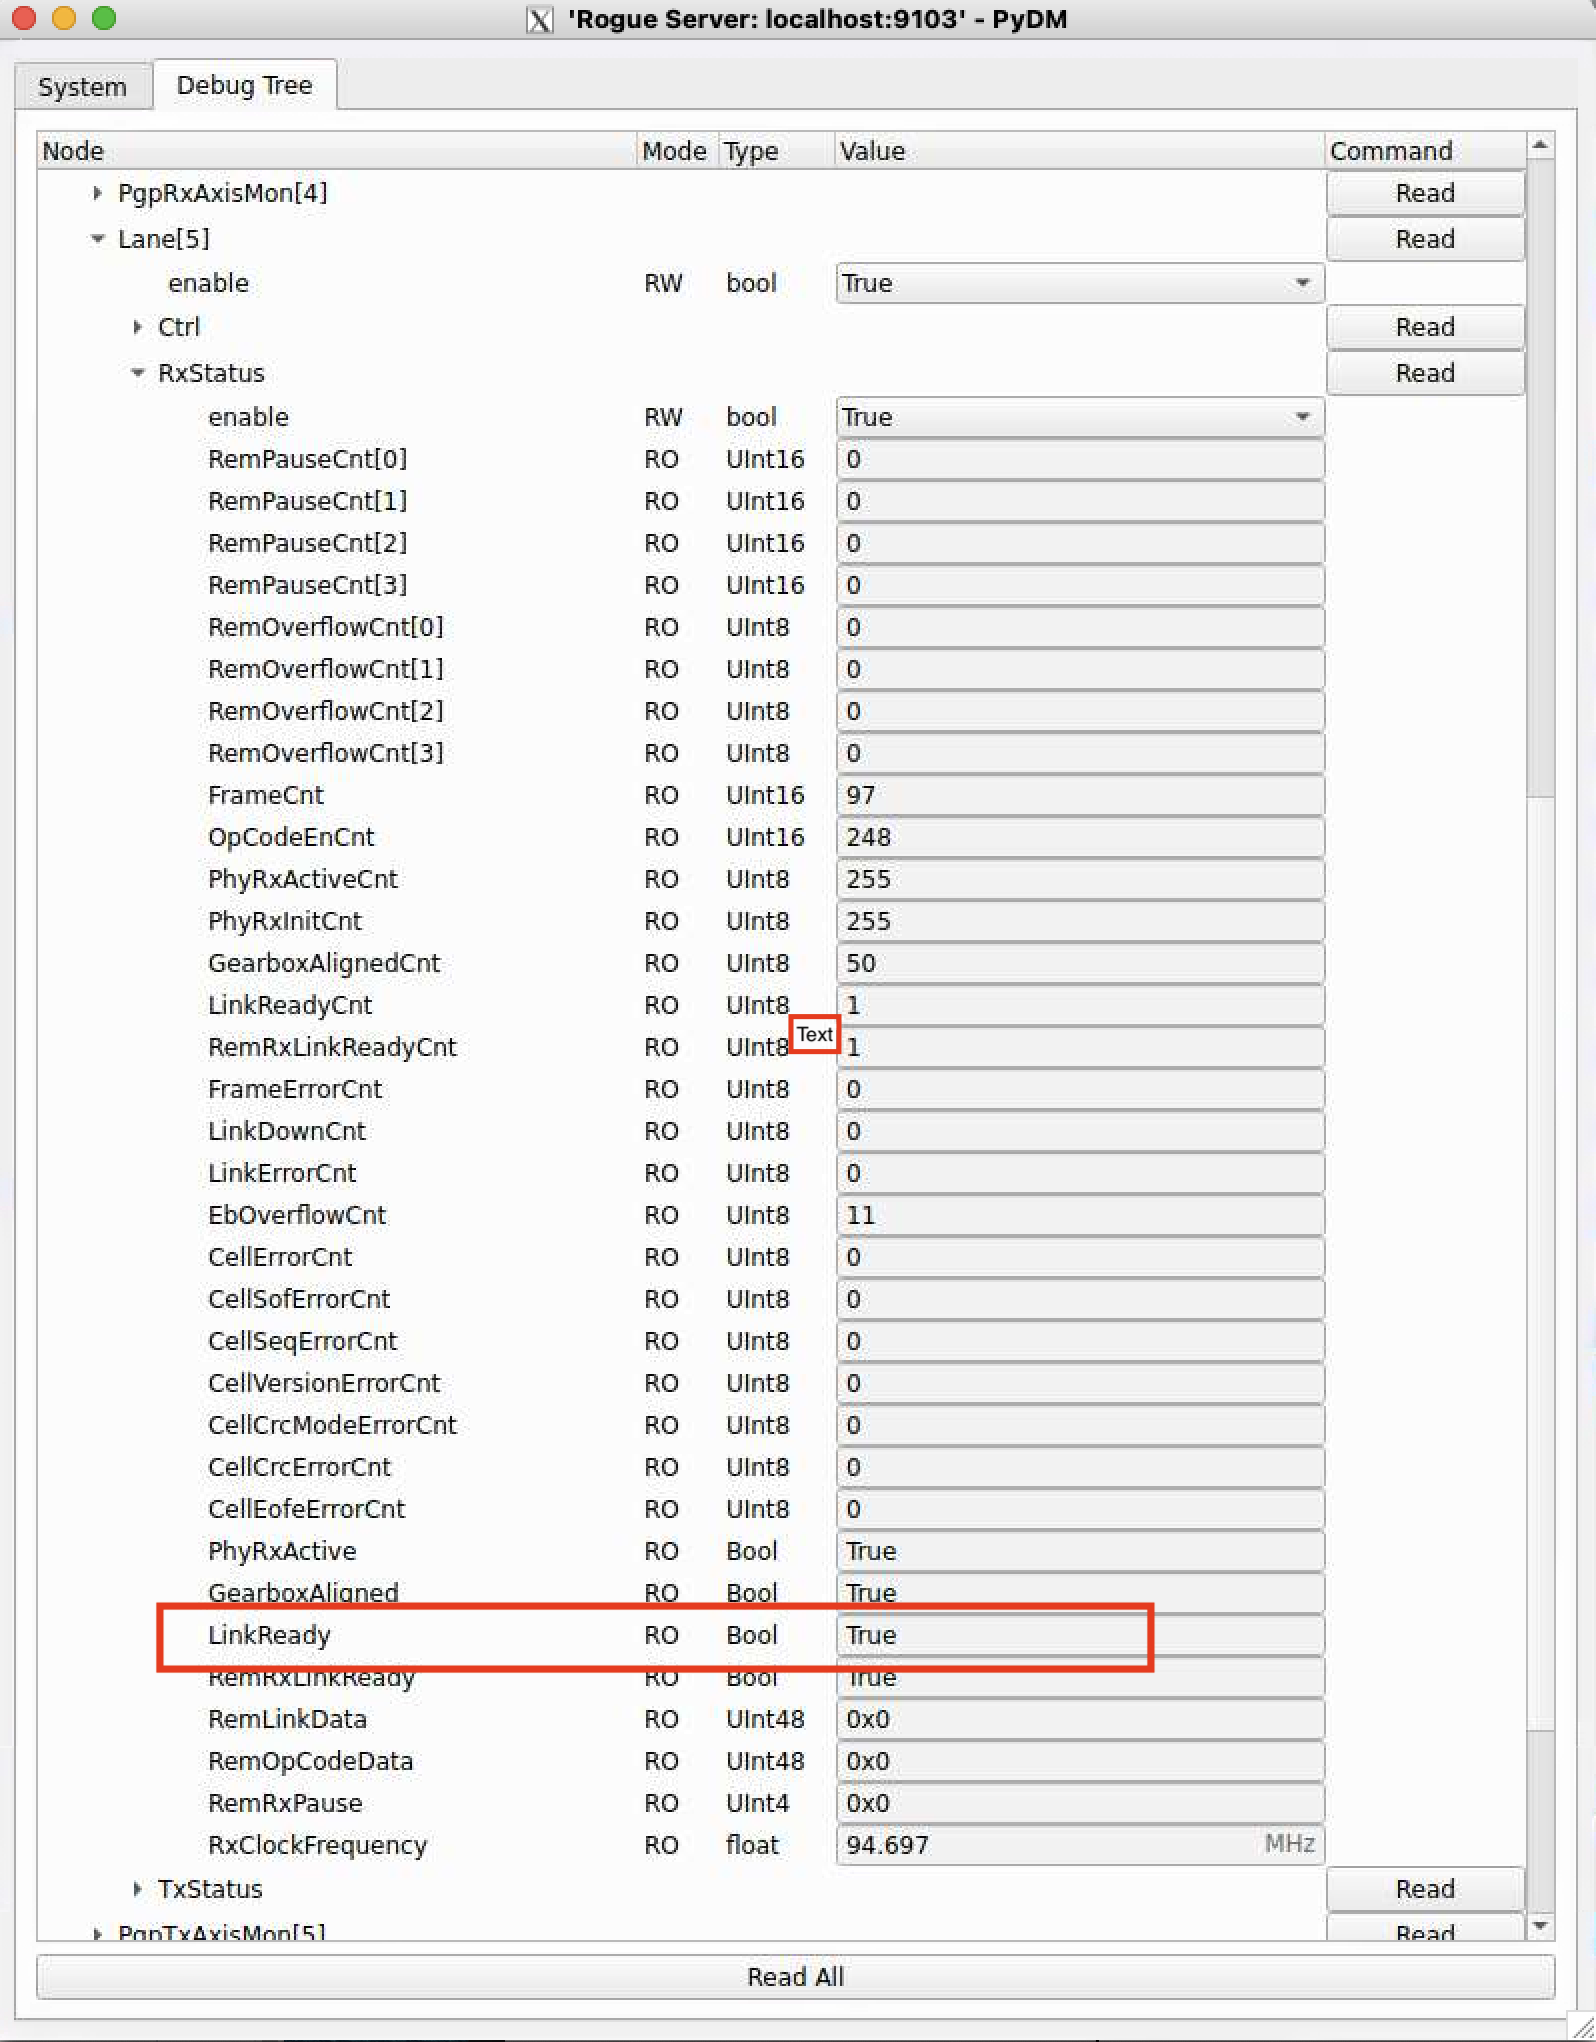 'Rogue Server: localhost:9103' - PyDM
System Debug Tree
Node Mode Type Value Command
PgpRxAxisMon[4] Read
Lane[5] Read
enable RW bool True
Ctrl Read
RxStatus Read
enable RW bool True
RemPauseCnt[0] RO UInt16 0
RemPauseCnt[1] RO UInt16 0
RemPauseCnt[2] RO UInt16 0
RemPauseCnt[3] RO UInt16 0
RemOverflowCnt[0] RO UInt8 0
RemOverflowCnt[1] RO UInt8 0
RemOverflowCnt[2] RO UInt8 0
RemOverflowCnt[3] RO UInt8 0
FrameCnt RO UInt16 97
OpCodeEnCnt RO UInt16 248
PhyRxActiveCnt RO UInt8 255
PhyRxInitCnt RO UInt8 255
GearboxAlignedCnt RO UInt8 50
LinkReadyCnt RO UInt8 1
Text
RemRxLinkReadyCnt RO UInt8 1
FrameErrorCnt RO UInt8 0
LinkDownCnt RO UInt8 0
LinkErrorCnt RO UInt8 0
EbOverflowCnt RO UInt8 11
CellErrorCnt RO UInt8 0
CellSofErrorCnt RO UInt8 0
CellSeqErrorCnt RO UInt8 0
CellVersionErrorCnt RO UInt8 0
CellCrcModeErrorCnt RO UInt8 0
CellCrcErrorCnt RO UInt8 0
CellEofeErrorCnt RO UInt8 0
PhyRxActive RO Bool True
GearboxAligned RO Bool True
LinkReady RO Bool True
RemRxLinkReady RO Bool True
RemLinkData RO UInt48 0x0
RemOpCodeData RO UInt48 0x0
RemRxPause RO UInt4 0x0
RxClockFrequency RO float 94.697 MHz
TxStatus Read
PgpTxAxisMon[5] Read
Read All